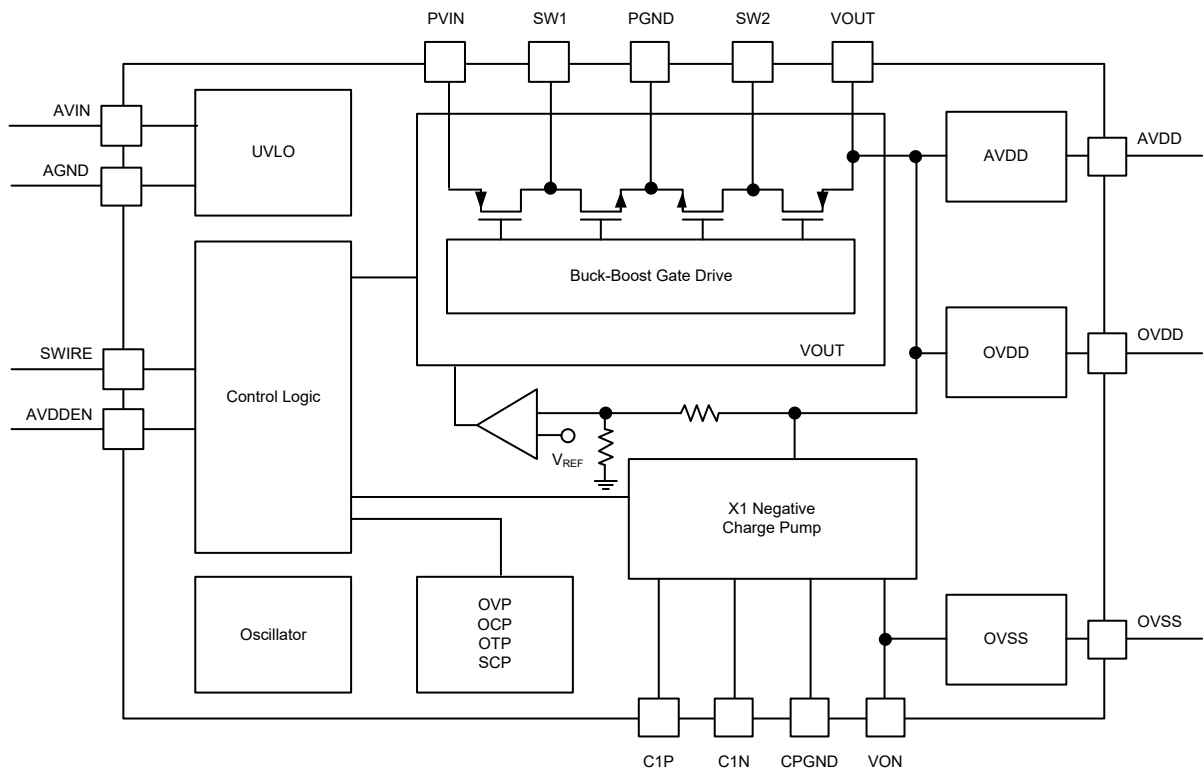 PVIN
SW1
PGND
SW2
VOUT
AVIN
AGND
UVLO
AVDD
AVDD
Buck-Boost Gate Drive
VOUT
OVDD
OVDD
SWIRE
AVDDEN
Control Logic
VREF
X1 Negative
Charge Pump
Oscillator
OVP
OCP
OTP
SCP
OVSS
OVSS
C1P
C1N
CPGND
VON